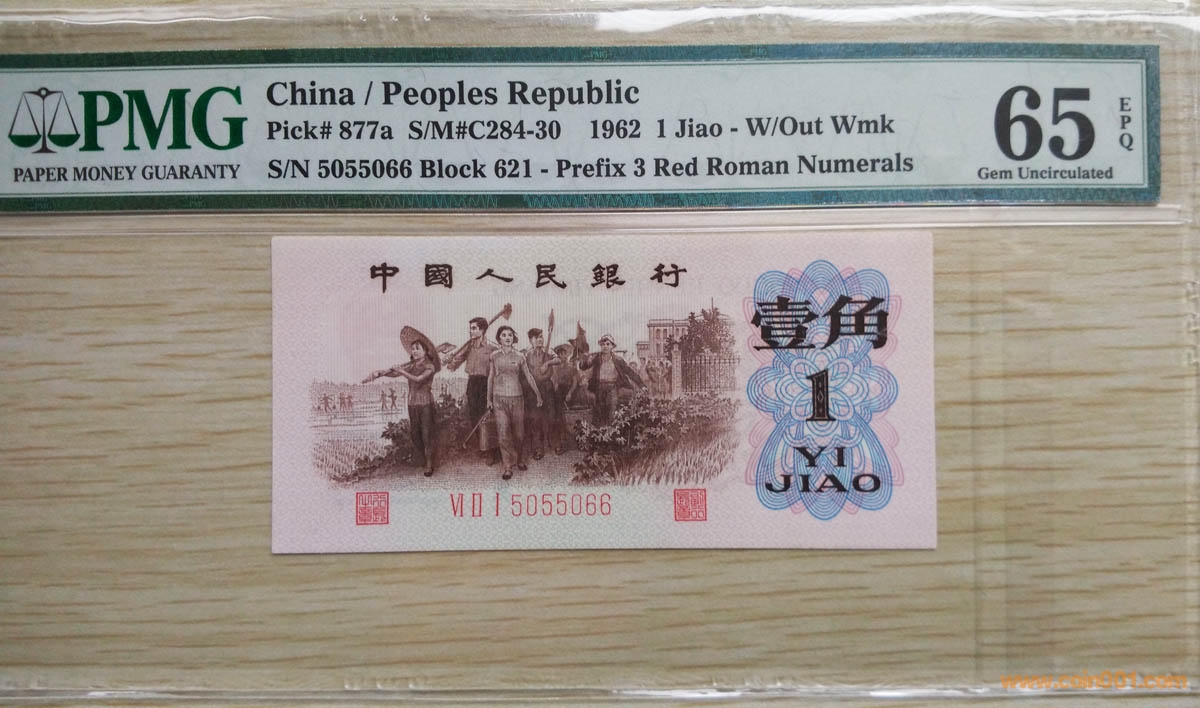 PMG
PAPER MONEY GUARANTY
China / Peoples Republic
Pick# 877a S/M#C284-30 1962 1 Jiao - W/Out Wmk
S/N 5055066 Block 621 - Prefix 3 Red Roman Numerals
65
EPQ
Gem Uncirculated
中國人民銀行
壹角
1
YI
JIAO
VI II I 5055066
www.coin001.com